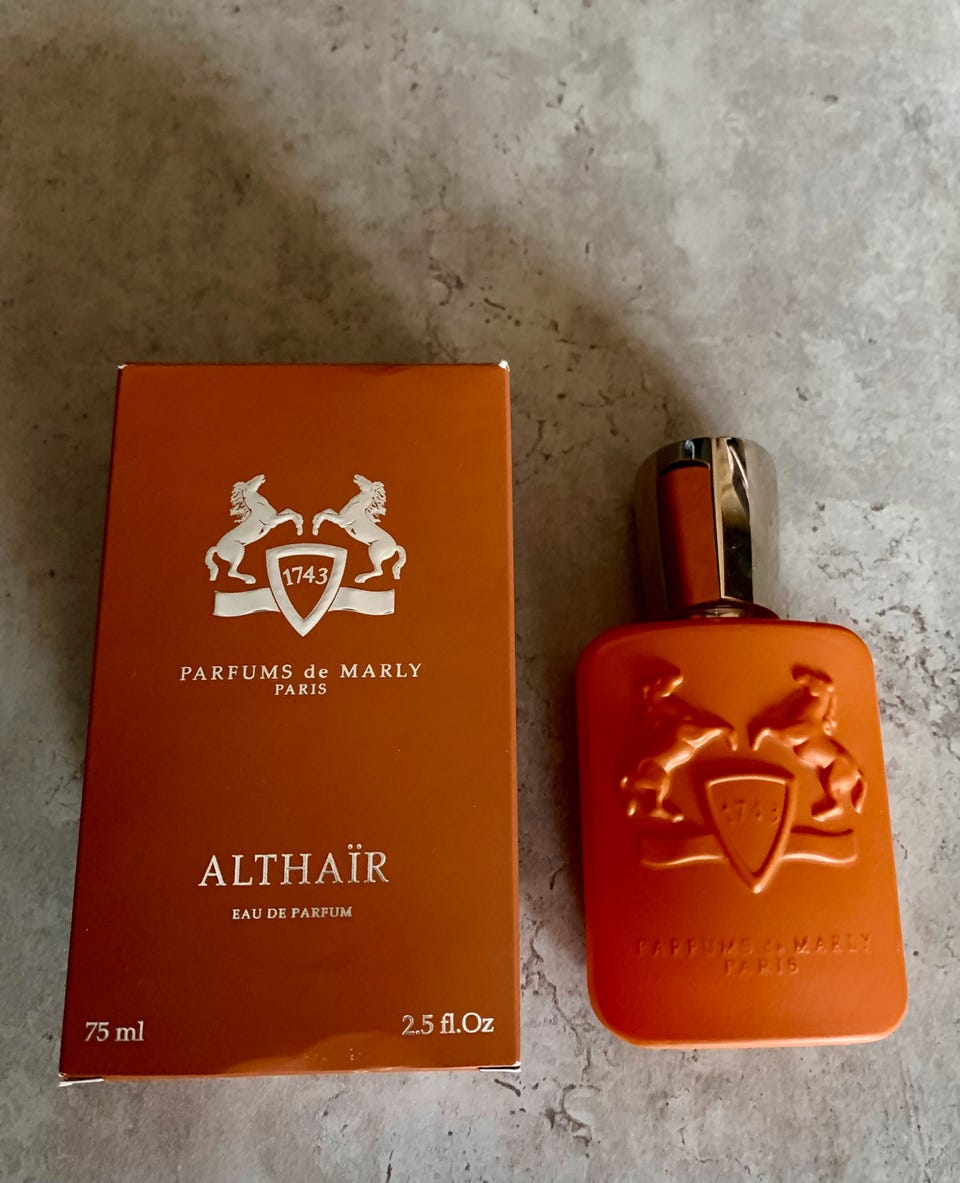 1743
PARFUMS de MARLY
PARIS
ALTHAÏR
EAU DE PARFUM
75 ml
2.5 fl.Oz
1743
PARFUMS de MARLY
PARIS